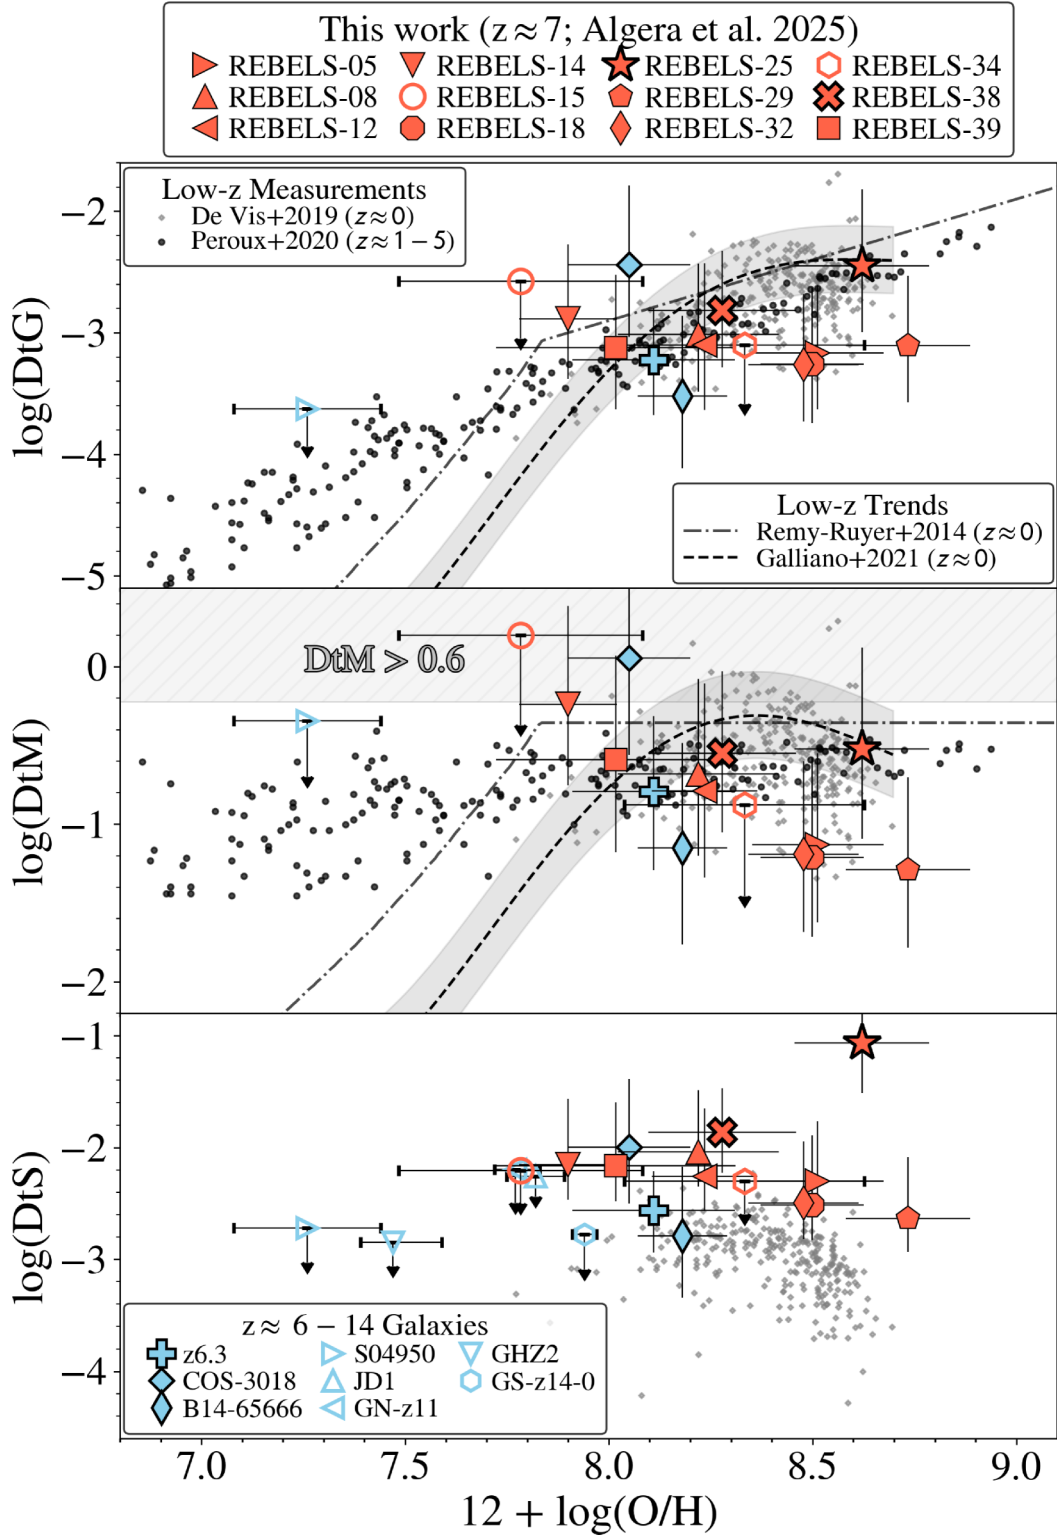 This work (z ≈ 7; Algera et al. 2025)
REBELS-05 REBELS-14 REBELS-25 REBELS-34
REBELS-08 REBELS-15 REBELS-29 REBELS-38
REBELS-12 REBELS-18 REBELS-32 REBELS-39
Low-z Measurements
De Vis+2019 (z≈0)
Peroux+2020 (z≈1−5)
−2
−3
−4
−5
log(DtG)
Low-z Trends
Remy-Ruyer+2014 (z≈0)
Galliano+2021 (z≈0)
DtM > 0.6
0
−1
−2
log(DtM)
−1
−2
−3
−4
log(DtS)
z≈ 6 − 14 Galaxies
z6.3 S04950 GHZ2
COS-3018 JD1 GS-z14-0
B14-65666 GN-z11
7.0 7.5 8.0 8.5 9.0
12 + log(O/H)